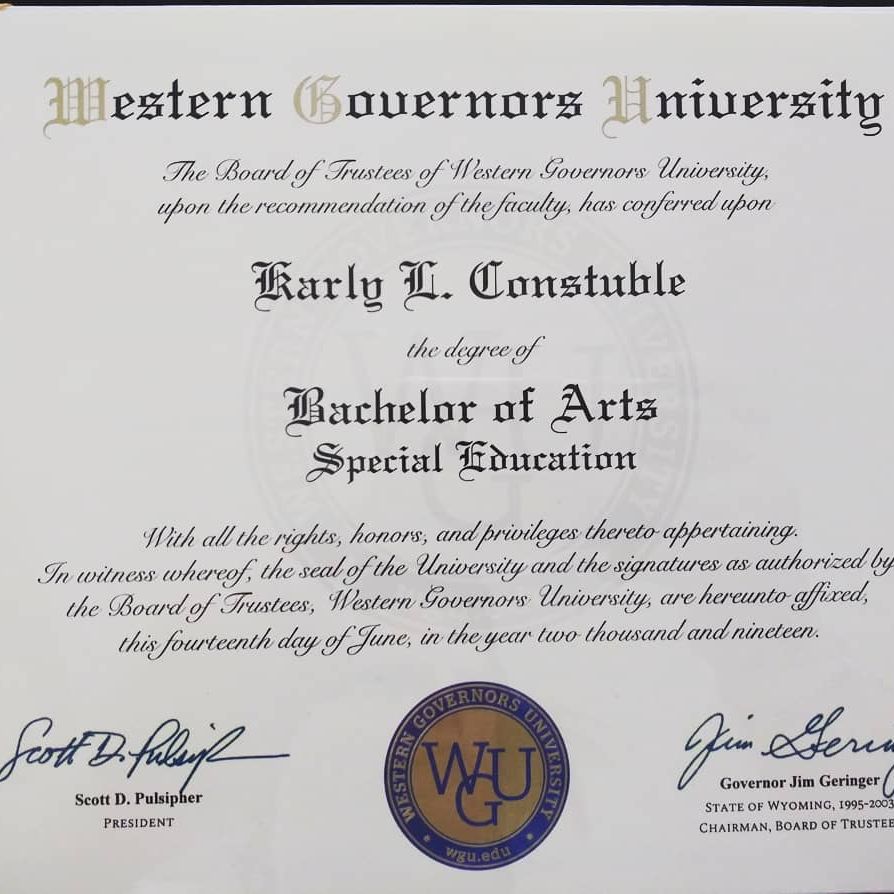 Western Governors University
The Board of Trustees of Western Governors University,
upon the recommendation of the faculty, has conferred upon
Karly L. Constuble
the degree of
Bachelor of Arts
Special Education
With all the rights, honors, and privileges thereto appertaining.
In witness whereof, the seal of the University and the signatures as authorized by
the Board of Trustees, Western Governors University, are hereunto affixed,
this fourteenth day of June, in the year two thousand and nineteen.
Scott D. Pulsipher
Scott D. Pulsipher
PRESIDENT
WESTERN GOVERNORS UNIVERSITY
WGU
wgu.edu
Jim Gerin
Governor Jim Geringer
STATE OF WYOMING, 1995-2003
CHAIRMAN, BOARD OF TRUSTEE